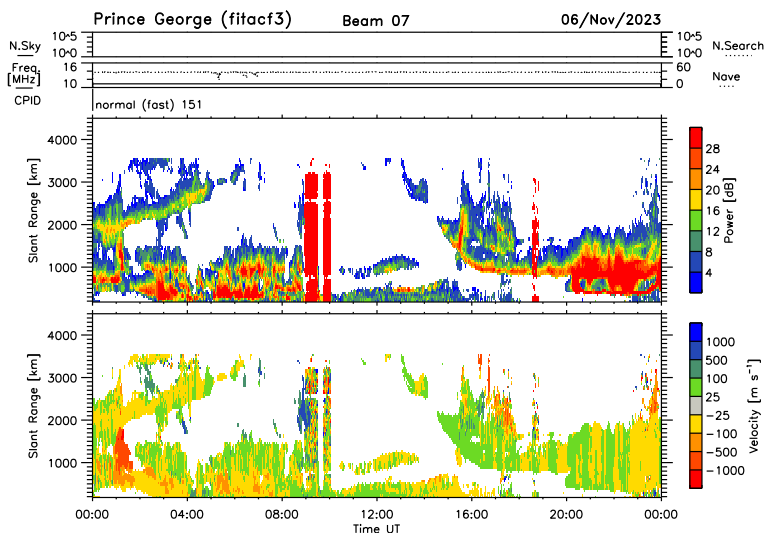 Prince George (fitacf3) Beam 07 06/Nov/2023
N.Sky 10^5 10^5 N.Search
10^0 10^0
Freq. 16 60 Nave
[MHz] 10 0
CPID normal (fast) 151
4000
3000
2000
1000
Slant Range [km]
28
24
20
16
12
8
4
Power [dB]
4000
3000
2000
1000
Slant Range [km]
1000
500
100
25
−25
−100
−500
−1000
Velocity [m s⁻¹]
00:00 04:00 08:00 12:00 16:00 20:00 00:00
Time UT